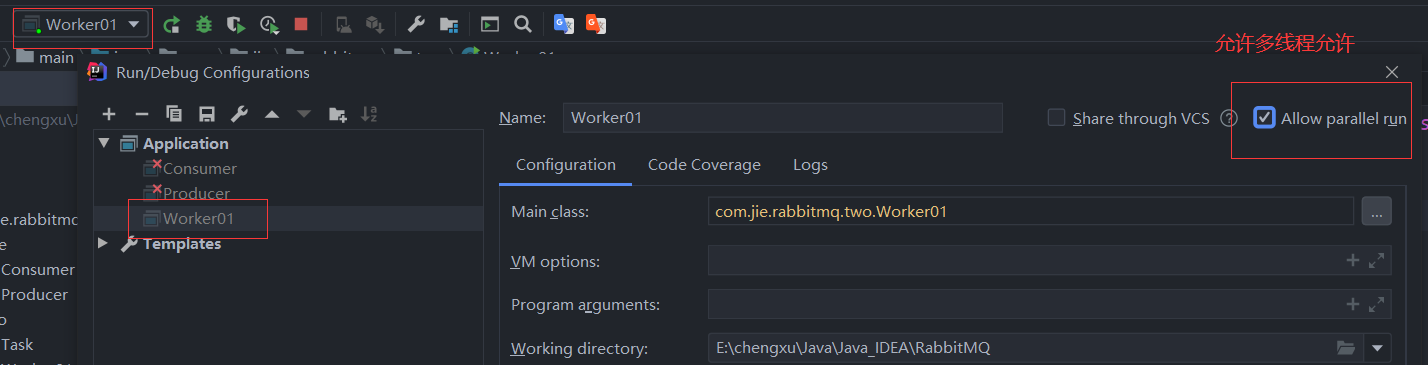 Worker01
允许多线程允许
main
Run/Debug Configurations
\chengxu\J
Name:
Worker01
Share through VCS
Allow parallel run
Application
Consumer
Producer
Worker01
Templates
Configuration
Code Coverage
Logs
Main class:
com.jie.rabbitmq.two.Worker01
...
VM options:
Program arguments:
Working directory:
E:\chengxu\Java\Java_IDEA\RabbitMQ
e.rabbitmq
e
Consumer
Producer
o
Task